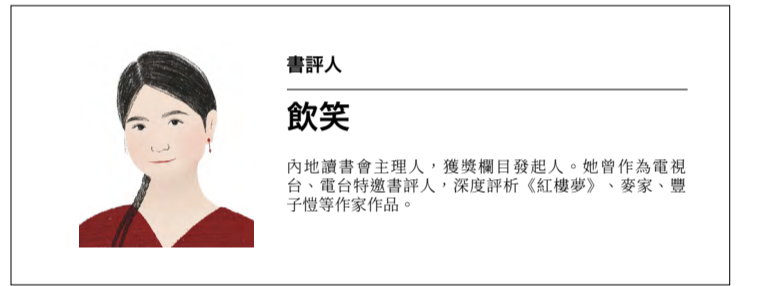 書評人
飲笑
內地讀書會主理人，獲獎欄目發起人。她曾作為電視
台、電台特邀書評人，深度評析《紅樓夢》、麥家、豐
子愷等作家作品。